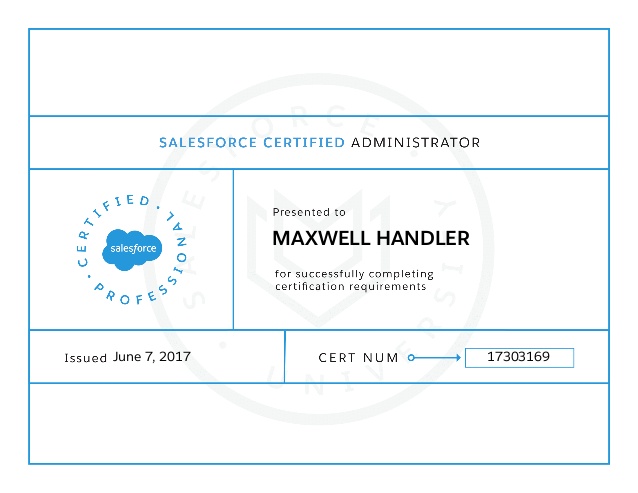 SALESFORCE CERTIFIED ADMINISTRATOR
CERTIFIED • PROFESSIONAL •
salesforce
Presented to
MAXWELL HANDLER
for successfully completing
certification requirements
Issued June 7, 2017
CERT NUM 17303169
SALESFORCE • UNIVERSITY •